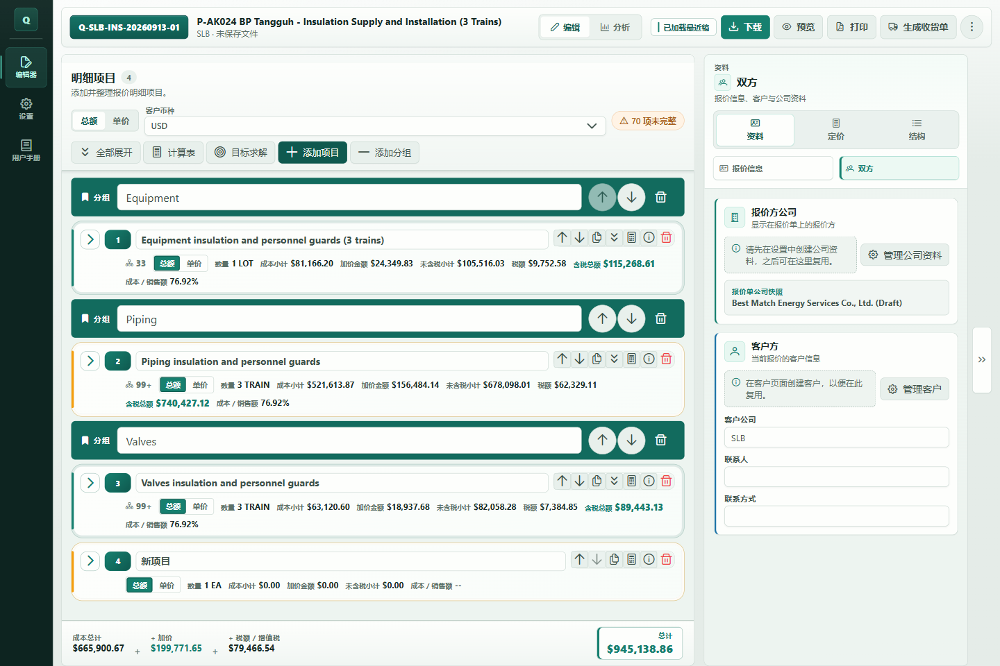 Q
编辑器
设置
用户手册
Q-SLB-INS-20260913-01
P-AK024 BP Tangguh - Insulation Supply and Installation (3 Trains)
SLB · 未保存文件
编辑
分析
已加载最近稿
下载
预览
打印
生成收货单
明细项目 4
添加并整理报价明细项目。
总额 单价
客户币种
USD
70 项未完整
全部展开
计算表
目标求解
添加项目
添加分组
分组 Equipment
1 Equipment insulation and personnel guards (3 trains)
33 总额 单价 数量 1 LOT 成本小计 $81,166.20 加价金额 $24,349.83 未含税小计 $105,516.03 税额 $9,752.58 含税总额 $115,268.61
成本 / 销售额 76.92%
分组 Piping
2 Piping insulation and personnel guards
99+ 总额 单价 数量 3 TRAIN 成本小计 $521,613.87 加价金额 $156,484.14 未含税小计 $678,098.01 税额 $62,329.11
含税总额 $740,427.12 成本 / 销售额 76.92%
分组 Valves
3 Valves insulation and personnel guards
99+ 总额 单价 数量 3 TRAIN 成本小计 $63,120.60 加价金额 $18,937.68 未含税小计 $82,058.28 税额 $7,384.85 含税总额 $89,443.13
成本 / 销售额 76.92%
4 新项目
总额 单价 数量 1 EA 成本小计 $0.00 加价金额 $0.00 未含税小计 $0.00 成本 / 销售额 --
成本总计
$665,900.67
+
+ 加价
$199,771.65
+
+ 税额 / 增值税
$79,466.54
总计
$945,138.86
资料
双方
报价信息、客户与公司资料
资料
定价
结构
报价信息
双方
报价方公司
显示在报价单上的报价方
请先在设置中创建公司资
料，之后可在这里复用。
管理公司资料
报价单公司快照
Best Match Energy Services Co., Ltd. (Draft)
客户方
当前报价的客户信息
在客户页面创建客户，以便在此
复用。
管理客户
客户公司
SLB
联系人
联系方式